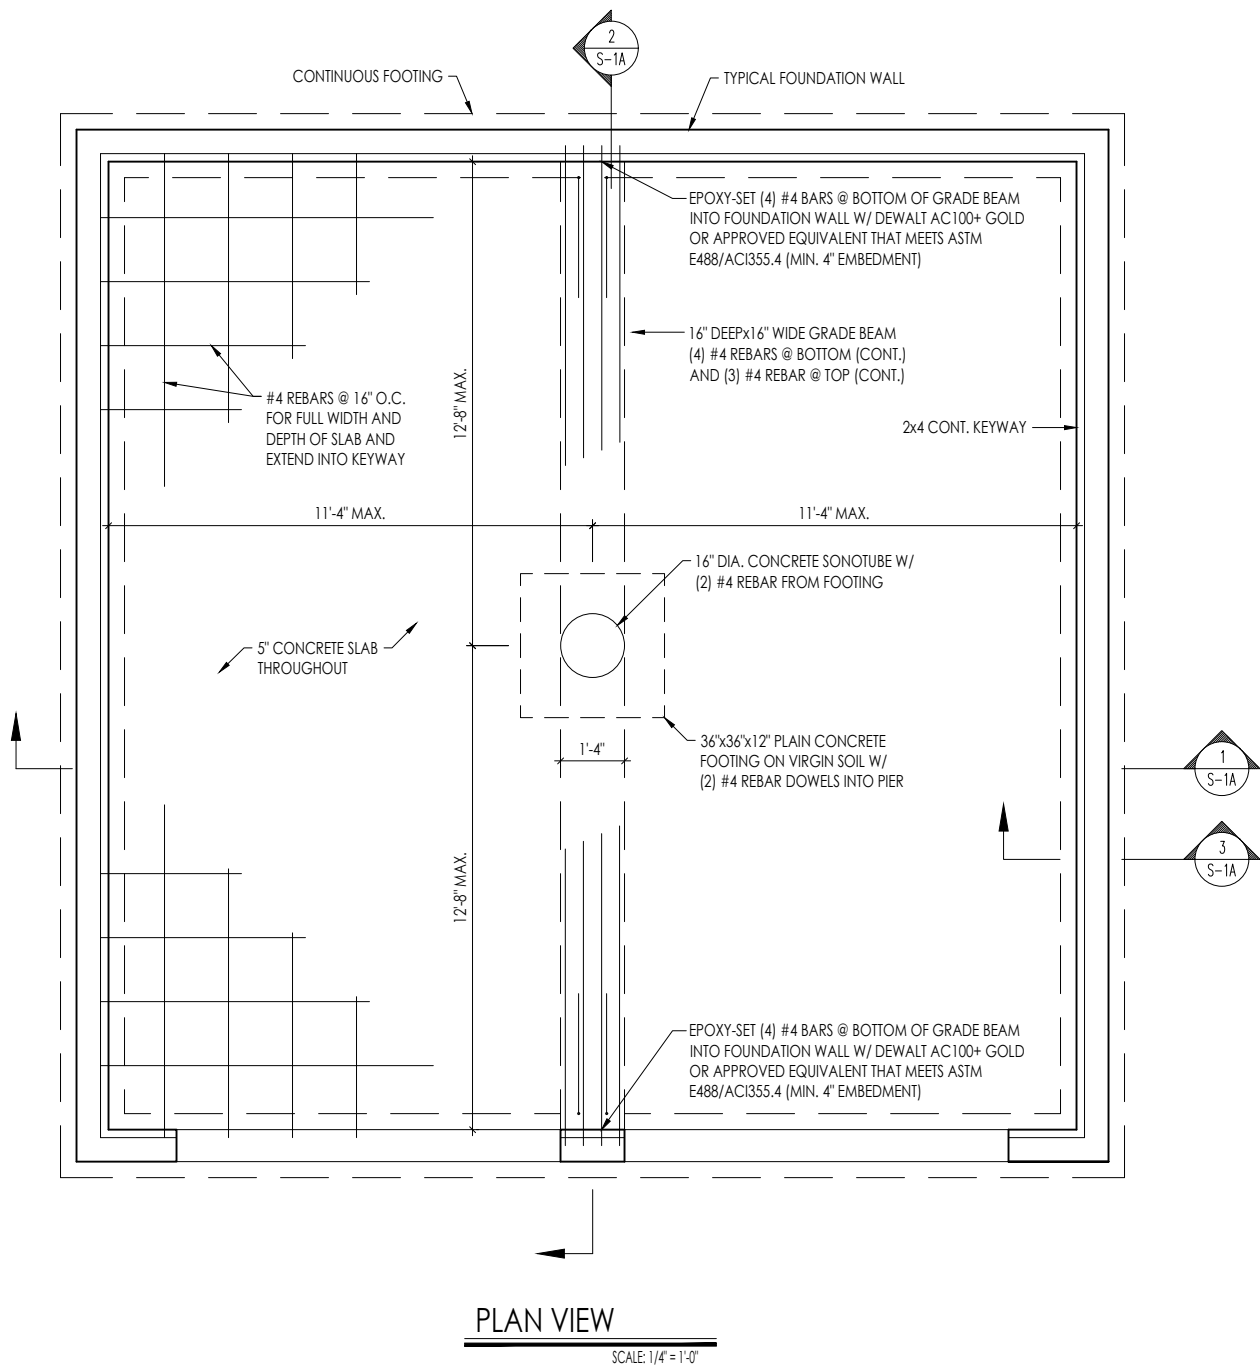 2
S-1A
CONTINUOUS FOOTING
TYPICAL FOUNDATION WALL
EPOXY-SET (4) #4 BARS @ BOTTOM OF GRADE BEAM
INTO FOUNDATION WALL W/ DEWALT AC100+ GOLD
OR APPROVED EQUIVALENT THAT MEETS ASTM
E488/ACI355.4 (MIN. 4" EMBEDMENT)
16" DEEPx16" WIDE GRADE BEAM
(4) #4 REBARS @ BOTTOM (CONT.)
AND (3) #4 REBAR @ TOP (CONT.)
12'-8" MAX.
#4 REBARS @ 16" O.C.
FOR FULL WIDTH AND
DEPTH OF SLAB AND
EXTEND INTO KEYWAY
2x4 CONT. KEYWAY
11'-4" MAX.
11'-4" MAX.
16" DIA. CONCRETE SONOTUBE W/
(2) #4 REBAR FROM FOOTING
5" CONCRETE SLAB
THROUGHOUT
36"x36"x12" PLAIN CONCRETE
FOOTING ON VIRGIN SOIL W/
(2) #4 REBAR DOWELS INTO PIER
1'-4"
1
S-1A
3
S-1A
12'-8" MAX.
EPOXY-SET (4) #4 BARS @ BOTTOM OF GRADE BEAM
INTO FOUNDATION WALL W/ DEWALT AC100+ GOLD
OR APPROVED EQUIVALENT THAT MEETS ASTM
E488/ACI355.4 (MIN. 4" EMBEDMENT)
PLAN VIEW
SCALE: 1/4" = 1'-0"